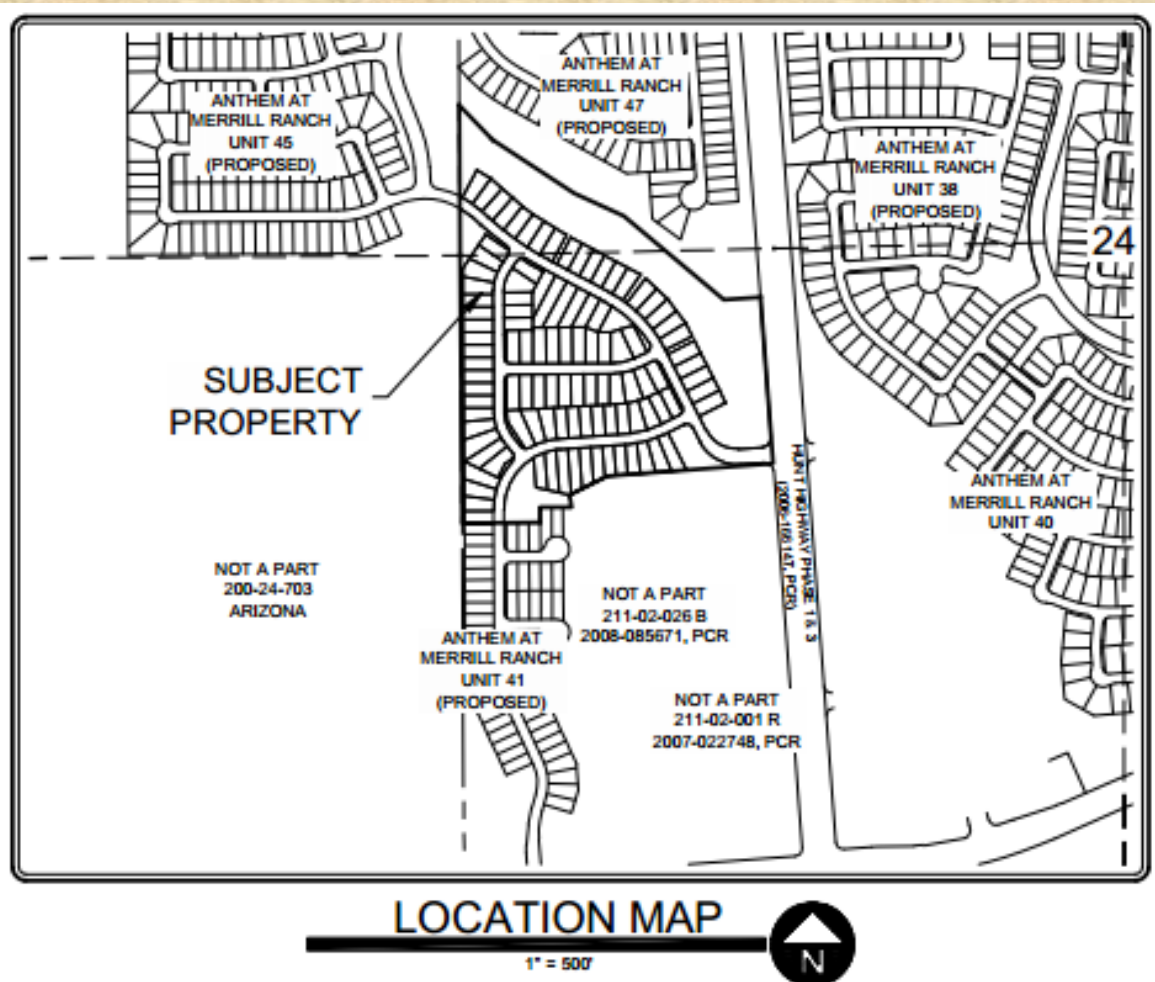 ANTHEM AT
MERRILL RANCH
UNIT 45
(PROPOSED)
ANTHEM AT
MERRILL RANCH
UNIT 47
(PROPOSED)
ANTHEM AT
MERRILL RANCH
UNIT 38
(PROPOSED)
24
SUBJECT
PROPERTY
HUNT HIGHWAY PHASE 1 & 3
ANTHEM AT
MERRILL RANCH
UNIT 40
NOT A PART
200-24-703
ARIZONA
NOT A PART
211-02-026 B
2008-085671, PCR
ANTHEM AT
MERRILL RANCH
UNIT 41
(PROPOSED)
NOT A PART
211-02-001 R
2007-022748, PCR
LOCATION MAP
N
1" = 500'